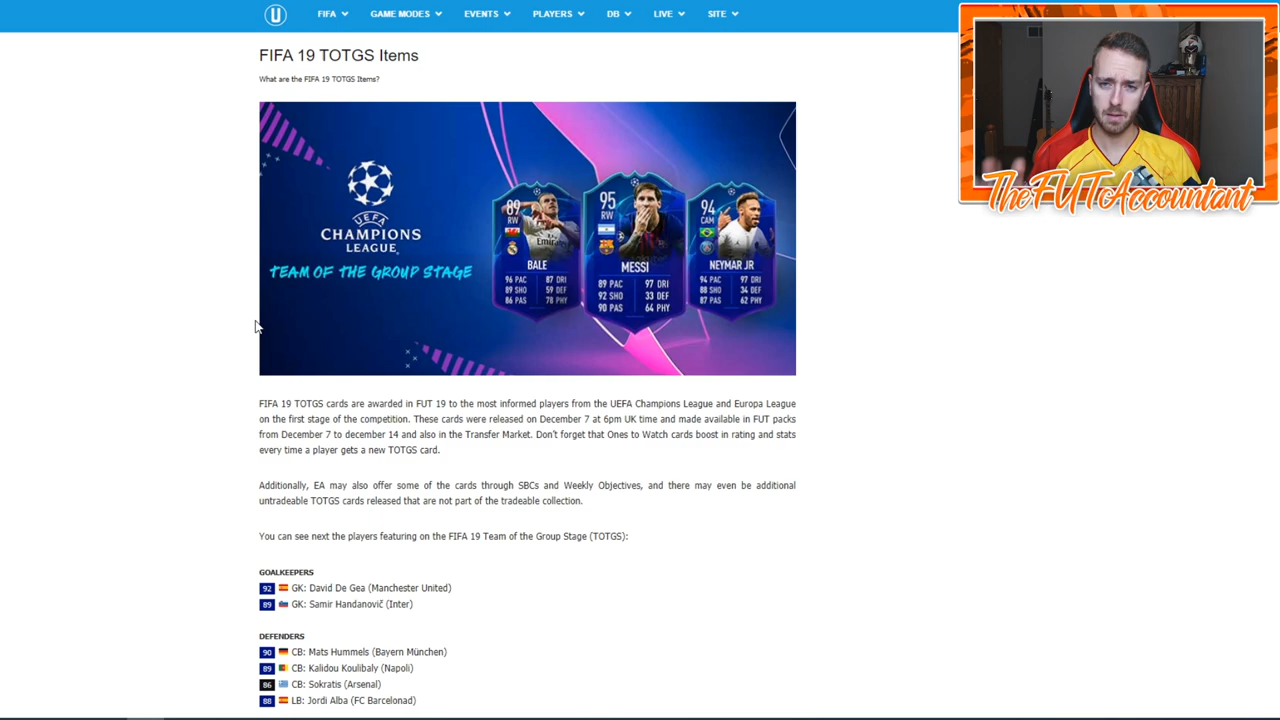 U
FIFA
GAME MODES
EVENTS
PLAYERS
DB
LIVE
SITE
FIFA 19 TOTGS Items
What are the FIFA 19 TOTGS Items?
UEFA
CHAMPIONS
LEAGUE
TEAM OF THE GROUP STAGE
89
RW
BALE
96 PAC 87 DRI
89 SHO 59 DEF
86 PAS 78 PHY
95
RW
MESSI
89 PAC 97 DRI
92 SHO 33 DEF
90 PAS 64 PHY
94
CAM
NEYMAR JR
94 PAC 97 DRI
88 SHO 34 DEF
87 PAS 62 PHY
TheFUTAccountant
FIFA 19 TOTGS cards are awarded in FUT 19 to the most informed players from the UEFA Champions League and Europa League
on the first stage of the competition. These cards were released on December 7 at 6pm UK time and made available in FUT packs
from December 7 to december 14 and also in the Transfer Market. Don't forget that Ones to Watch cards boost in rating and stats
every time a player gets a new TOTGS card.
Additionally, EA may also offer some of the cards through SBCs and Weekly Objectives, and there may even be additional
untradeable TOTGS cards released that are not part of the tradeable collection.
You can see next the players featuring on the FIFA 19 Team of the Group Stage (TOTGS):
GOALKEEPERS
92 GK: David De Gea (Manchester United)
89 GK: Samir Handanovič (Inter)
DEFENDERS
90 CB: Mats Hummels (Bayern München)
89 CB: Kalidou Koulibaly (Napoli)
86 CB: Sokratis (Arsenal)
88 LB: Jordi Alba (FC Barcelonad)